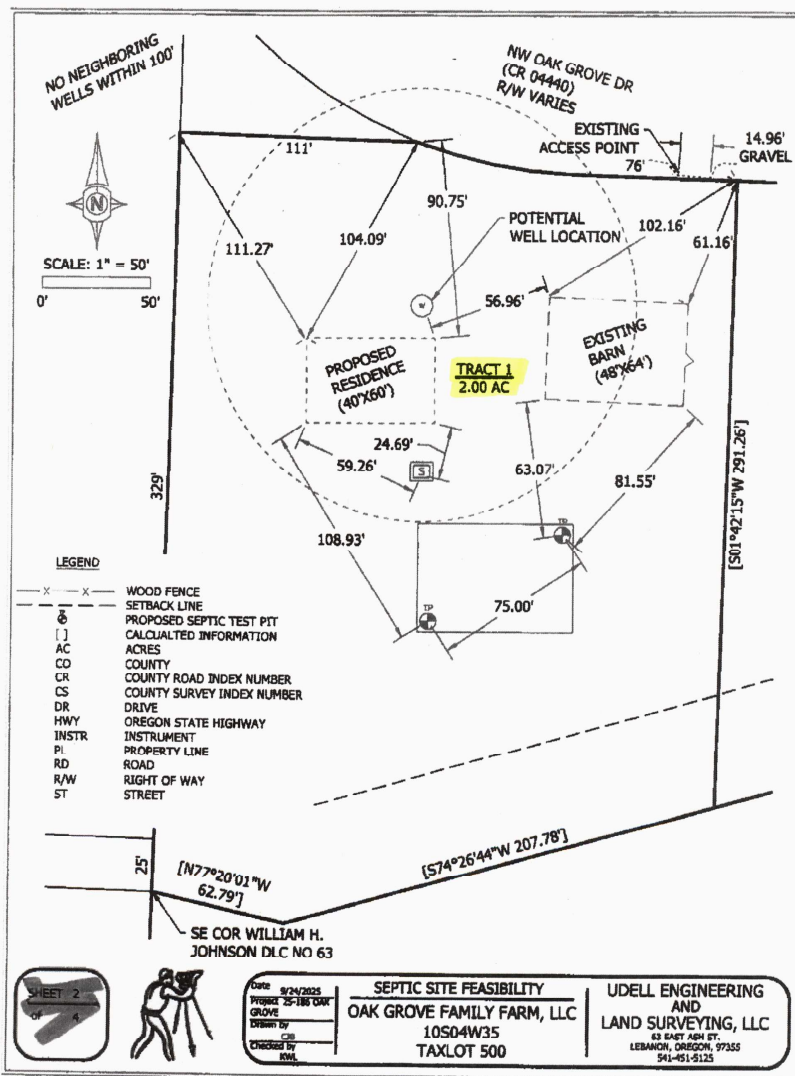 NO NEIGHBORING
WELLS WITHIN 100'
NW OAK GROVE DR
(CR 04440)
R/W VARIES
EXISTING
ACCESS POINT
14.96'
GRAVEL
76'
111'
90.75'
N
POTENTIAL
WELL LOCATION
102.16'
61.16'
104.09'
111.27'
SCALE: 1" = 50'
0'
50'
56.96'
W
PROPOSED
RESIDENCE
(40'X60')
TRACT 1
2.00 AC
EXISTING
BARN
(48'X64')
24.69'
59.26'
S
63.07'
81.55'
[S01°42'15"W 291.26']
329'
108.93'
TP
75.00'
TP
LEGEND
X X WOOD FENCE
SETBACK LINE
PROPOSED SEPTIC TEST PIT
[ ] CALCUALTED INFORMATION
AC ACRES
CO COUNTY
CR COUNTY ROAD INDEX NUMBER
CS COUNTY SURVEY INDEX NUMBER
DR DRIVE
HWY OREGON STATE HIGHWAY
INSTR INSTRUMENT
PL PROPERTY LINE
RD ROAD
R/W RIGHT OF WAY
ST STREET
25'
[N77°20'01"W
62.79']
[S74°26'44"W 207.78']
SE COR WILLIAM H.
JOHNSON DLC NO 63
SHEET 2
OF 4
Date 9/24/2025
Project 25-186 OAK
GROVE
Drawn by
Checked by
KWL
SEPTIC SITE FEASIBILITY
OAK GROVE FAMILY FARM, LLC
10S04W35
TAXLOT 500
UDELL ENGINEERING
AND
LAND SURVEYING, LLC
63 EAST ASH ST.
LEBANON, OREGON, 97355
541-451-5125